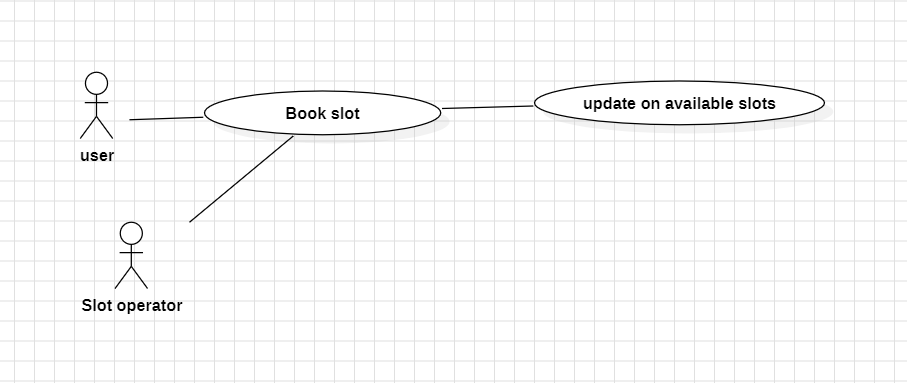 Book slot
update on available slots
user
Slot operator